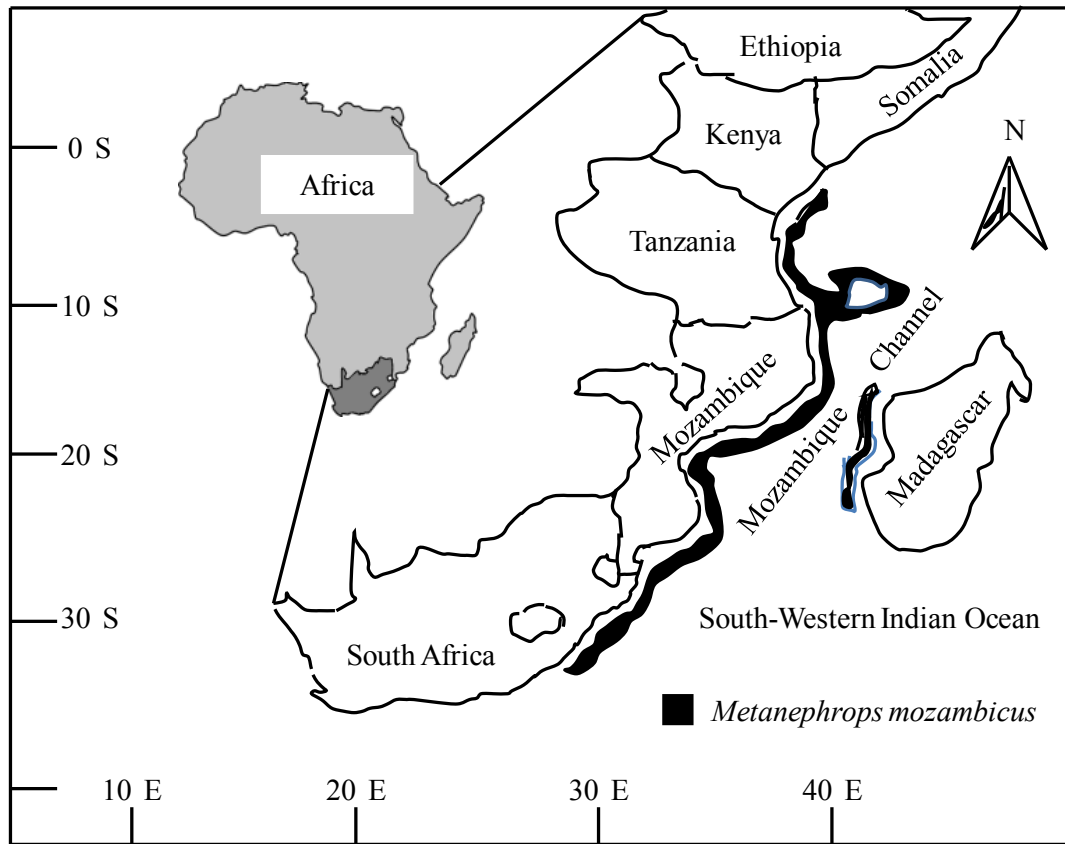 Ethiopia
Somalia
0 S
Kenya
N
Africa
Tanzania
10 S
Mozambique
Channel
Mozambique
20 S
Madagascar
30 S
South-Western Indian Ocean
South Africa
Metanephrops mozambicus
10 E
20 E
30 E
40 E